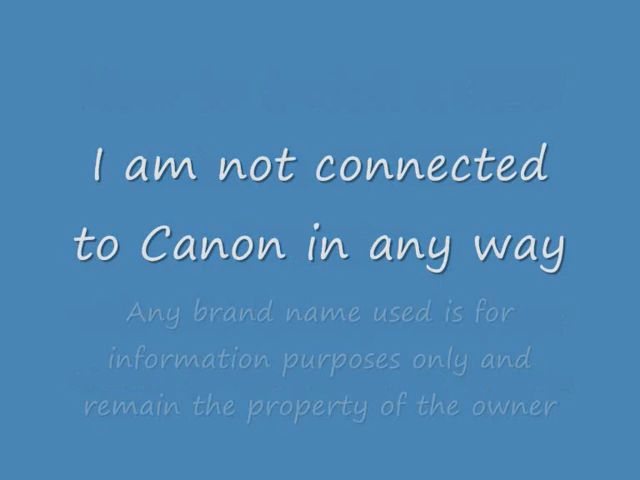 I am not connected
to Canon in any way
Any brand name used is for
information purposes only and
remain the property of the owner